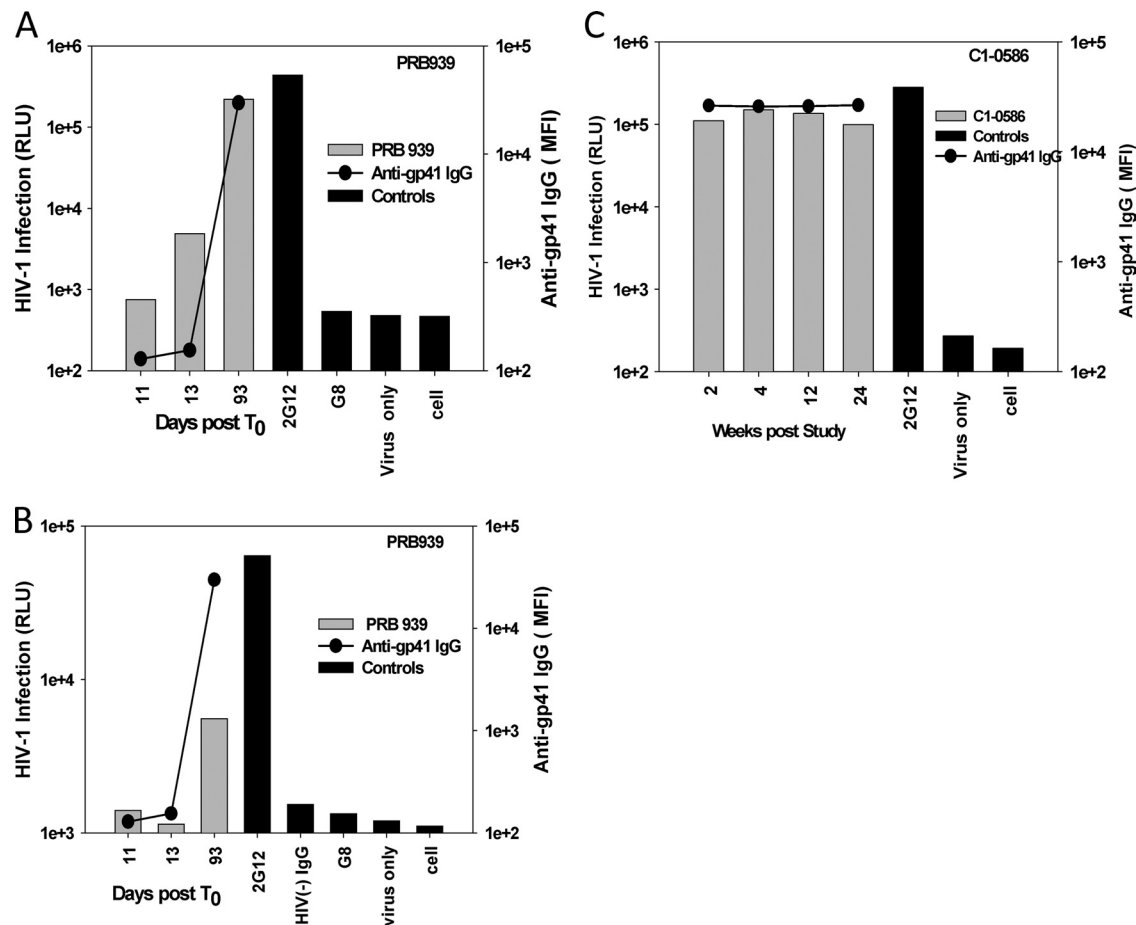 A
PRB939
1e+6
1e+5
1e+4
1e+3
1e+2
HIV-1 Infection (RLU)
1e+5
1e+4
1e+3
1e+2
Anti-gp41 IgG ( MFI)
PRB 939
Anti-gp41 IgG
Controls
11
13
93
2G12
G8
Virus only
cell
Days post T0
B
PRB939
1e+5
1e+4
1e+3
HIV-1 Infection (RLU)
1e+5
1e+4
1e+3
1e+2
Anti-gp41 IgG ( MFI)
PRB 939
Anti-gp41 IgG
Controls
11
13
93
2G12
HIV(-) IgG
G8
virus only
cell
Days post T0
C
C1-0586
1e+6
1e+5
1e+4
1e+3
1e+2
HIV-1 Infection (RLU)
1e+5
1e+4
1e+3
1e+2
Anti-gp41 IgG ( MFI)
C1-0586
Controls
Anti-gp41 IgG
2
4
12
24
2G12
Virus only
cell
Weeks post Study